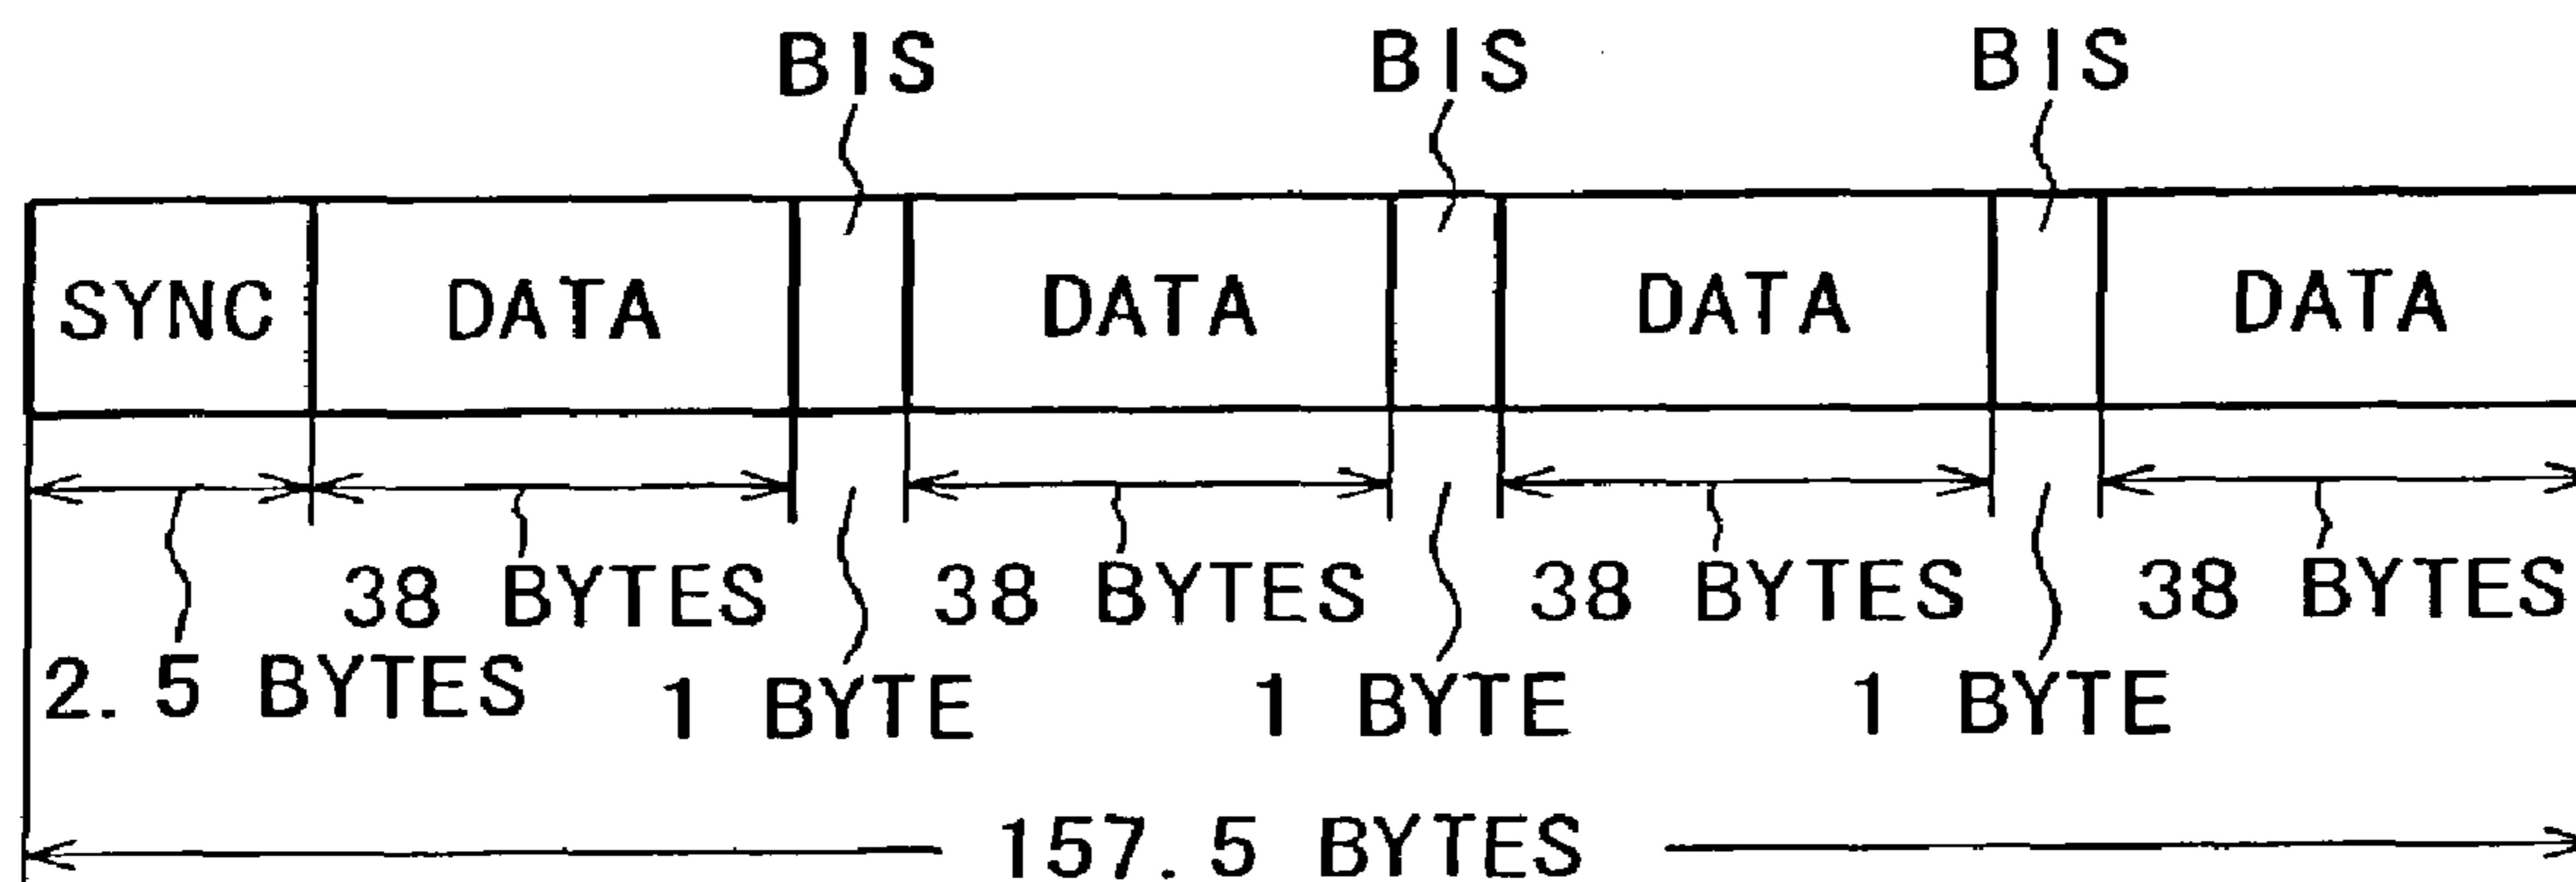 BIS BIS BIS
SYNC DATA DATA DATA DATA
38 BYTES 38 BYTES 38 BYTES 38 BYTES
2.5 BYTES 1 BYTE 1 BYTE 1 BYTE
157.5 BYTES